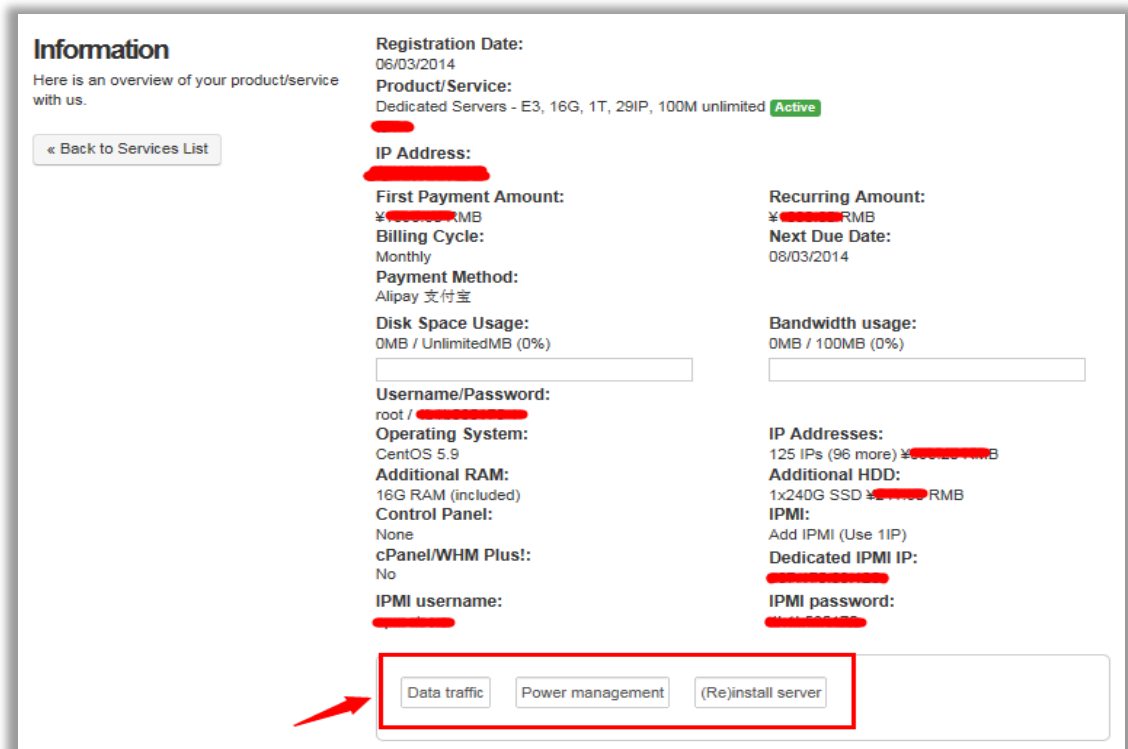 Information
Here is an overview of your product/service
with us.
« Back to Services List
Registration Date:
06/03/2014
Product/Service:
Dedicated Servers - E3, 16G, 1T, 29IP, 100M unlimited Active
IP Address:
First Payment Amount:
¥ RMB
Recurring Amount:
¥ RMB
Billing Cycle:
Monthly
Next Due Date:
08/03/2014
Payment Method:
Alipay 支付宝
Disk Space Usage:
0MB / UnlimitedMB (0%)
Bandwidth usage:
0MB / 100MB (0%)
Username/Password:
root /
Operating System:
CentOS 5.9
IP Addresses:
125 IPs (96 more) ¥
Additional RAM:
16G RAM (included)
Additional HDD:
1x240G SSD ¥ RMB
Control Panel:
None
IPMI:
Add IPMI (Use 1IP)
cPanel/WHM Plus!:
No
Dedicated IPMI IP:
IPMI username:
IPMI password:
Data traffic
Power management
(Re)install server